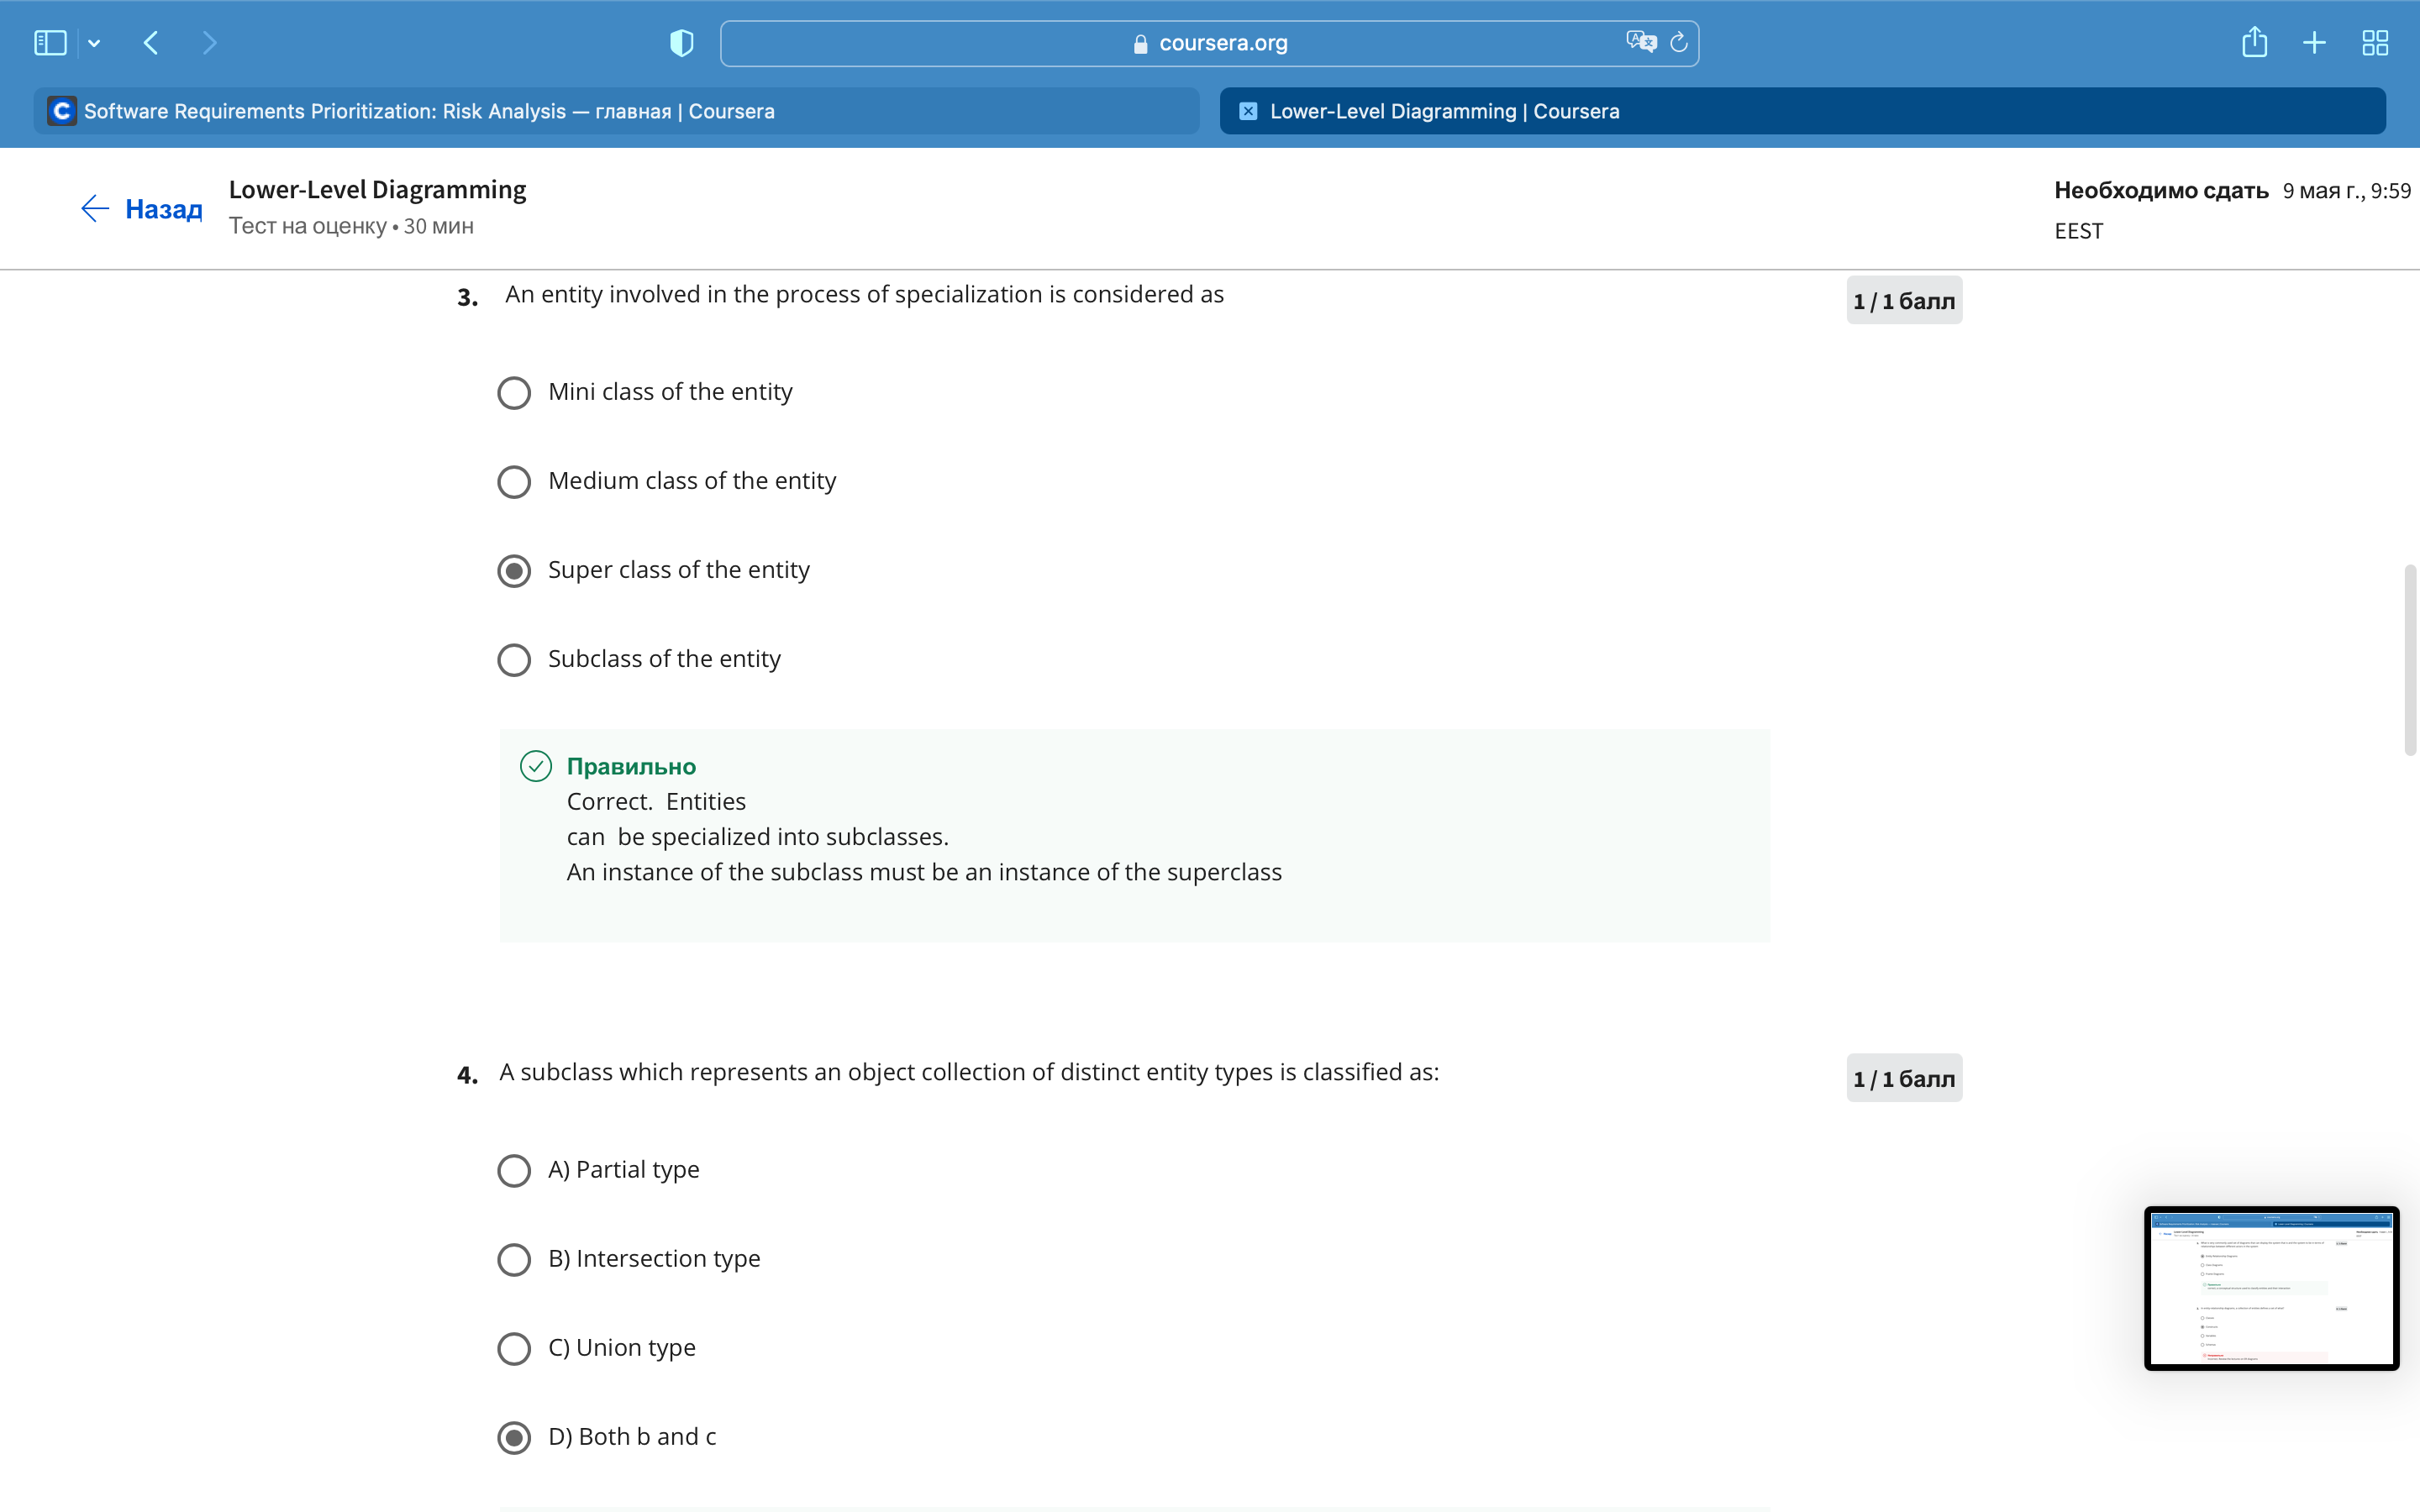 coursera.org
Software Requirements Prioritization: Risk Analysis — главная | Coursera
Lower-Level Diagramming | Coursera
Назад
Lower-Level Diagramming
Тест на оценку • 30 мин
Необходимо сдать 9 мая г., 9:59
EEST
3. An entity involved in the process of specialization is considered as
1 / 1 балл
Mini class of the entity
Medium class of the entity
Super class of the entity
Subclass of the entity
Правильно
Correct.  Entities
can  be specialized into subclasses.
An instance of the subclass must be an instance of the superclass
4. A subclass which represents an object collection of distinct entity types is classified as:
1 / 1 балл
A) Partial type
B) Intersection type
C) Union type
D) Both b and c